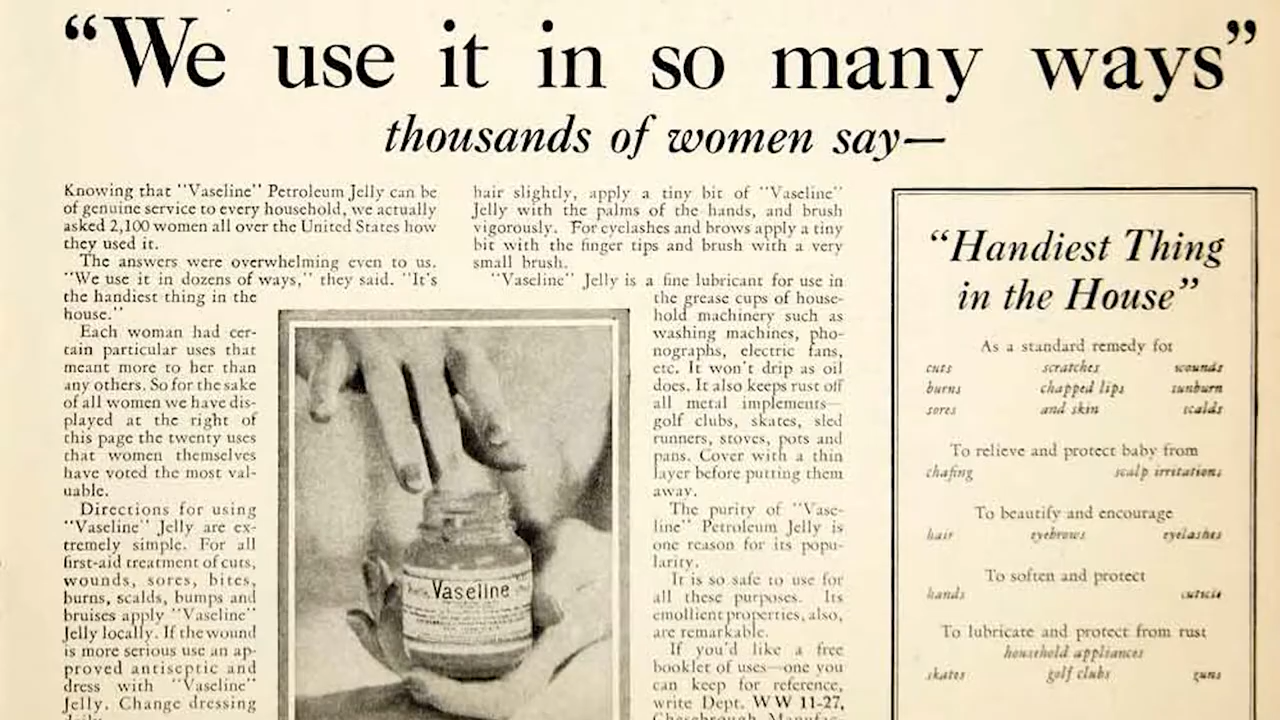 “We use it in so many ways”
thousands of women say—
Knowing that "Vaseline" Petroleum Jelly can be
of genuine service to every household, we actually
asked 2,100 women all over the United States how
they used it.
The answers were overwhelming even to us.
"We use it in dozens of ways," they said. "It's
the handiest thing in the
house."
Each woman had cer-
tain particular uses that
meant more to her than
any others. So for the sake
of all women we have dis-
played at the right of
this page the twenty uses
that women themselves
have voted the most val-
uable.
Directions for using
"Vaseline" Jelly are ex-
tremely simple. For all
first-aid treatment of cuts,
wounds, sores, bites,
burns, scalds, bumps and
bruises apply "Vaseline"
Jelly locally. If the wound
is more serious use an ap-
proved antiseptic and
dress with "Vaseline"
Jelly. Change dressing
hair slightly, apply a tiny bit of "Vaseline"
Jelly with the palms of the hands, and brush
vigorously. For eyelashes and brows apply a tiny
bit with the finger tips and brush with a very
small brush.
"Vaseline" Jelly is a fine lubricant for use in
the grease cups of house-
hold machinery such as
washing machines, pho-
nographs, electric fans,
etc. It won't drip as oil
does. It also keeps rust off
all metal implements—
golf clubs, skates, sled
runners, stoves, pots and
pans. Cover with a thin
layer before putting them
away.
The purity of "Vase-
line" Petroleum Jelly is
one reason for its popu-
larity.
It is so safe to use for
all these purposes. Its
emollient properties, also,
are remarkable.
If you'd like a free
booklet of uses—one you
can keep for reference,
write Dept. WW 11-27,
Vaseline
“Handiest Thing
in the House”
As a standard remedy for
cuts scratches wounds
burns chapped lips sunburn
sores and skin scalds
To relieve and protect baby from
chafing scalp irritations
To beautify and encourage
hair eyebrows eyelashes
To soften and protect
hands cuticle
To lubricate and protect from rust
household appliances
skates golf clubs guns